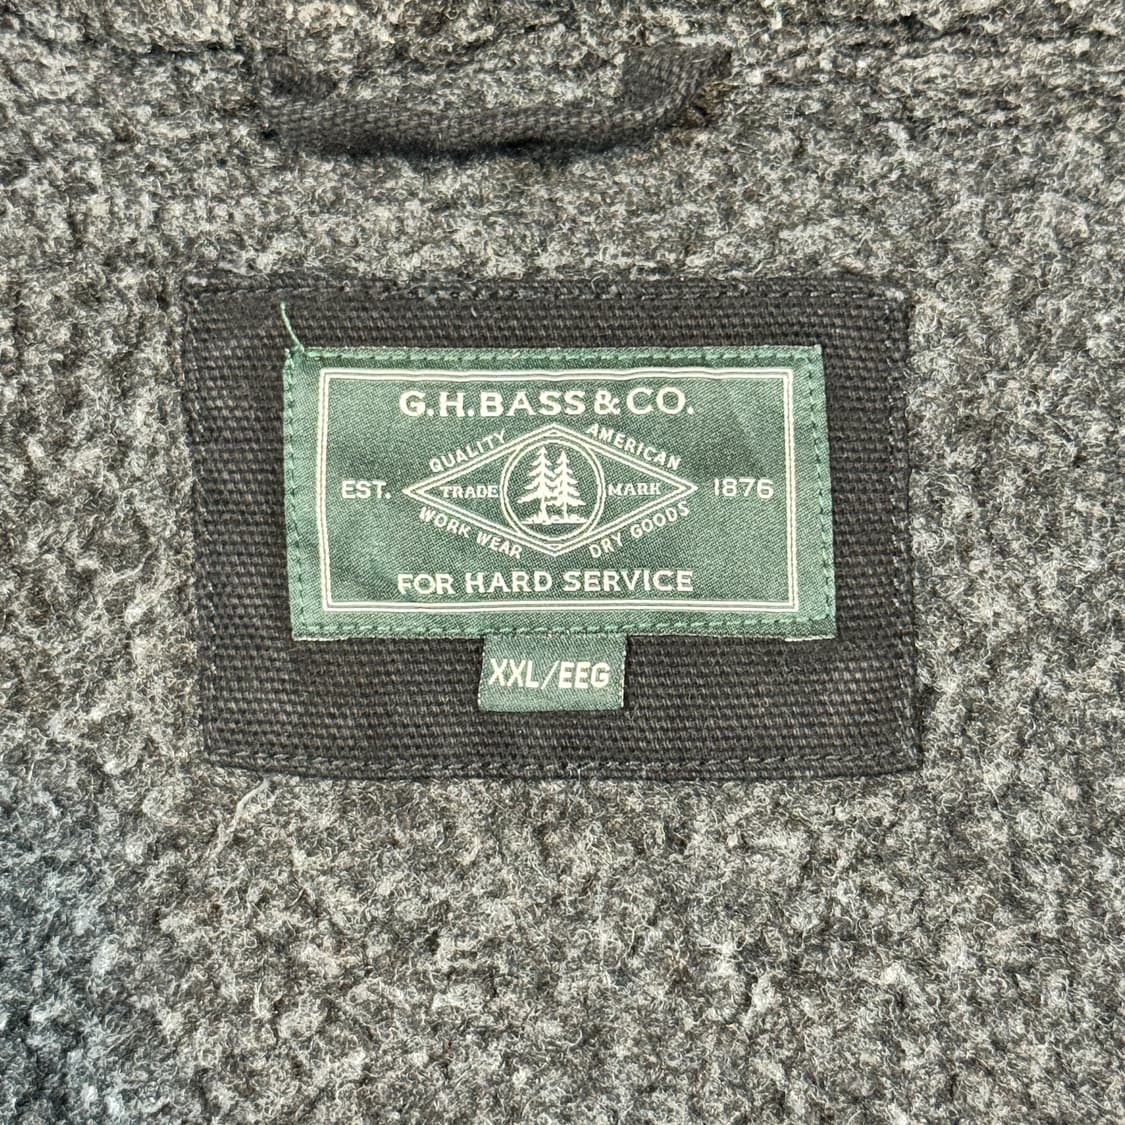 G.H.BASS & CO.
QUALITY AMERICAN
EST. TRADE MARK 1876
WORK WEAR DRY GOODS
FOR HARD SERVICE
XXL/EEG